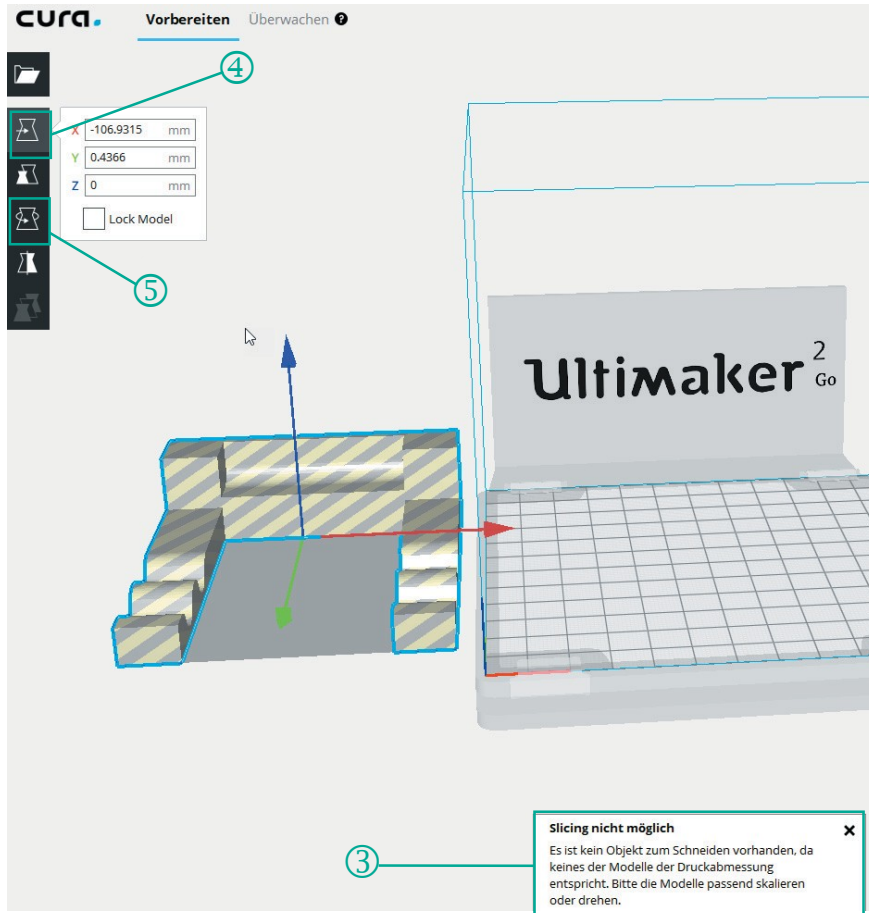 cura.
Vorbereiten Überwachen ?
④
X -106.9315 mm
Y 0.4366 mm
Z 0 mm
Lock Model
⑤
Ultimaker 2
Go
③
Slicing nicht möglich
Es ist kein Objekt zum Schneiden vorhanden, da
keines der Modelle der Druckabmessung
entspricht. Bitte die Modelle passend skalieren
oder drehen.